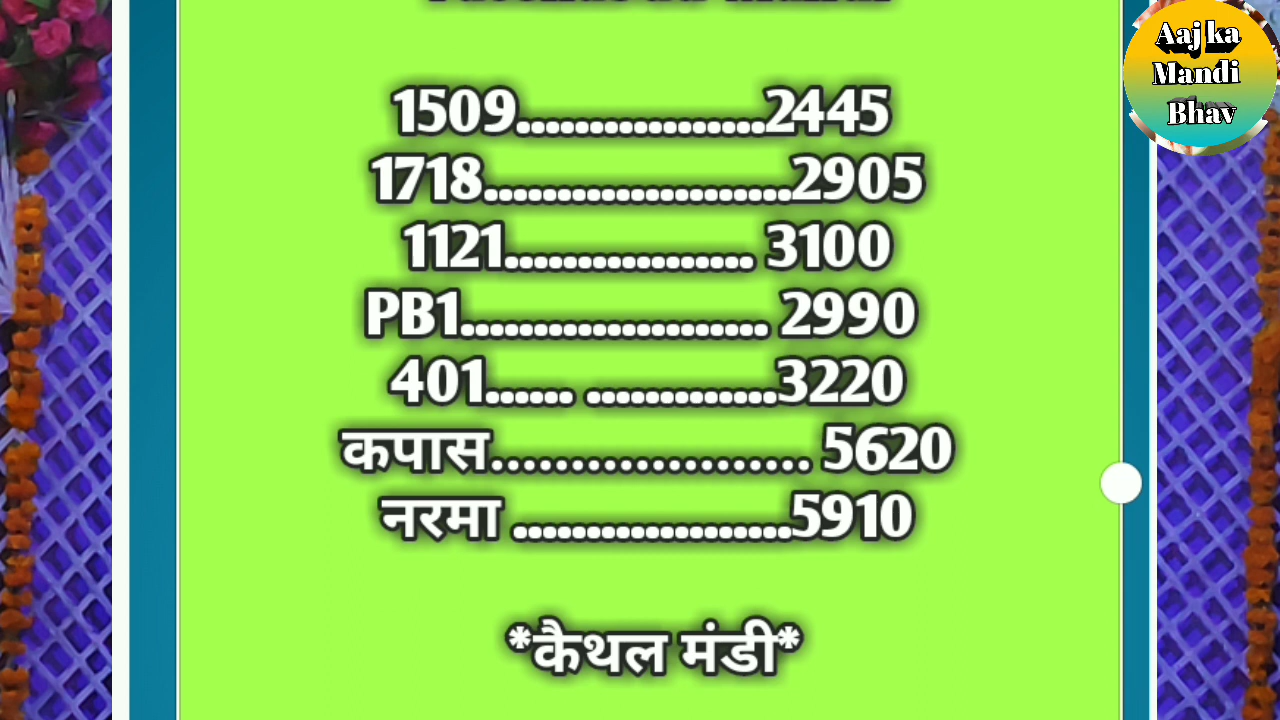 Aaj ka
Mandi
Bhav
1509.................2445
1718.....................2905
1121................. 3100
PB1..................... 2990
401...... .............3220
कपास.................... 5620
नरमा ...................5910
*कैथल मंडी*